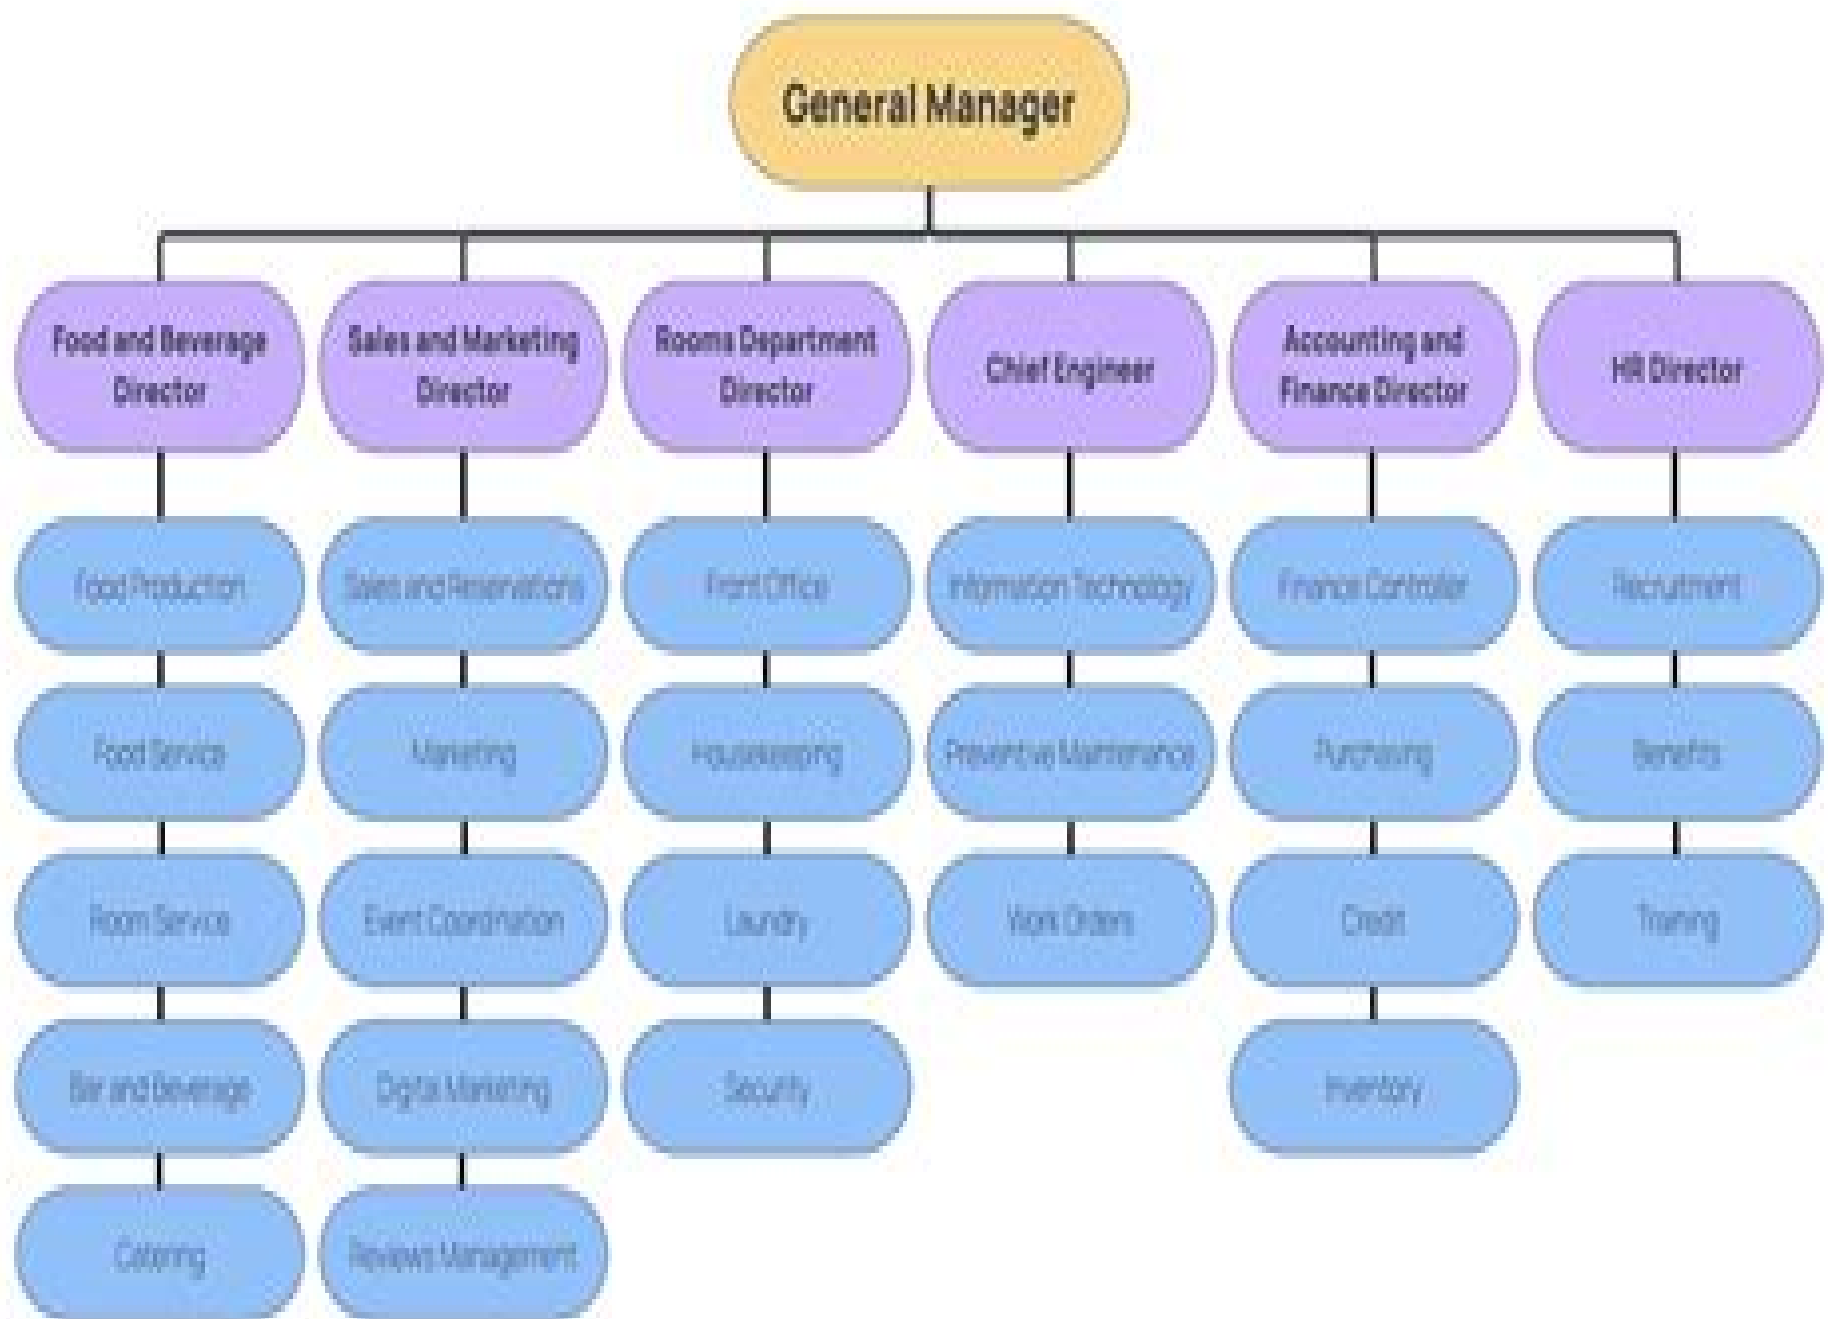 General Manager
Food and Beverage
Director
Sales and Marketing
Director
Rooms Department
Director
Chief Engineer
Accounting and
Finance Director
HR Director
Food Production
Sales and Reservations
Front Office
Information Technology
Finance Controller
Recruitment
Food Service
Marketing
Housekeeping
Preventive Maintenance
Purchasing
Benefits
Room Service
Event Coordination
Laundry
Work Orders
Credit
Training
Bar and Beverage
Digital Marketing
Security
Inventory
Catering
Reviews Management